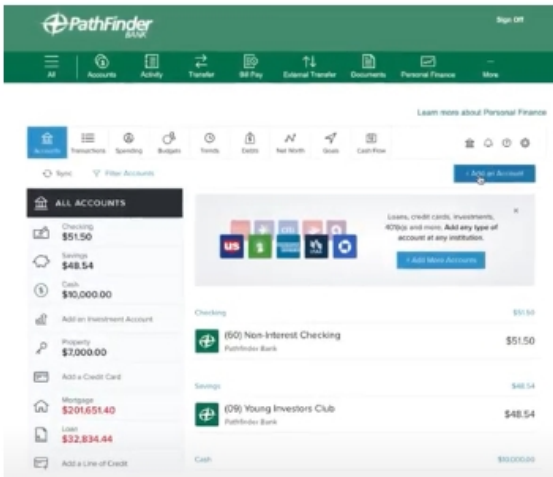 PathFinder
BANK
Sign Off
All
Accounts
Activity
Transfer
Bill Pay
External Transfer
Documents
Personal Finance
More
Learn more about Personal Finance
Accounts
Transactions
Spending
Budgets
Trends
Debts
Net Worth
Goals
Cash Flow
Sync
Filter Accounts
+ Add an Account
ALL ACCOUNTS
Checking
$51.50
Savings
$48.54
Cash
$10,000.00
Add an Investment Account
Property
$7,000.00
Add a Credit Card
Mortgage
$201,651.40
Loan
$32,834.44
Add a Line of Credit
us
citi
Loans, credit cards, investments,
401(k)s and more. Add any type of
account at any institution.
+ Add More Accounts
Checking
$51.50
(60) Non-Interest Checking
Pathfinder Bank
$51.50
Savings
$48.54
(09) Young Investors Club
Pathfinder Bank
$48.54
Cash
$10,000.00